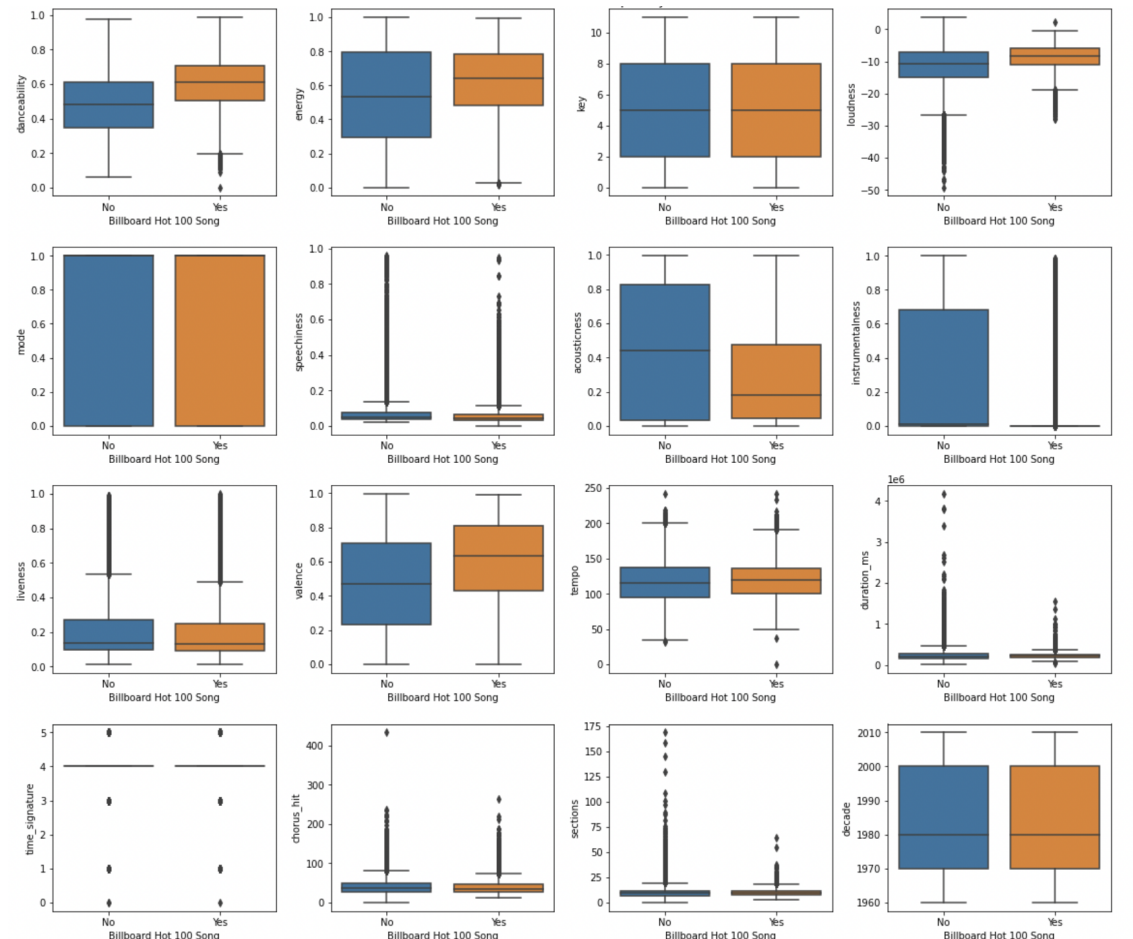 danceability
1.0
0.8
0.6
0.4
0.2
0.0
No Yes
Billboard Hot 100 Song
energy
1.0
0.8
0.6
0.4
0.2
0.0
No Yes
Billboard Hot 100 Song
key
10
8
6
4
2
0
No Yes
Billboard Hot 100 Song
loudness
0
−10
−20
−30
−40
−50
No Yes
Billboard Hot 100 Song
mode
1.0
0.8
0.6
0.4
0.2
0.0
No Yes
Billboard Hot 100 Song
speechiness
1.0
0.8
0.6
0.4
0.2
0.0
No Yes
Billboard Hot 100 Song
acousticness
1.0
0.8
0.6
0.4
0.2
0.0
No Yes
Billboard Hot 100 Song
instrumentalness
1.0
0.8
0.6
0.4
0.2
0.0
No Yes
Billboard Hot 100 Song
liveness
1.0
0.8
0.6
0.4
0.2
0.0
No Yes
Billboard Hot 100 Song
valence
1.0
0.8
0.6
0.4
0.2
0.0
No Yes
Billboard Hot 100 Song
tempo
250
200
150
100
50
0
No Yes
Billboard Hot 100 Song
1e6
duration_ms
4
3
2
1
0
No Yes
Billboard Hot 100 Song
time_signature
5
4
3
2
1
0
No Yes
Billboard Hot 100 Song
chorus_hit
400
300
200
100
0
No Yes
Billboard Hot 100 Song
sections
175
150
125
100
75
50
25
0
No Yes
Billboard Hot 100 Song
decade
2010
2000
1990
1980
1970
1960
No Yes
Billboard Hot 100 Song